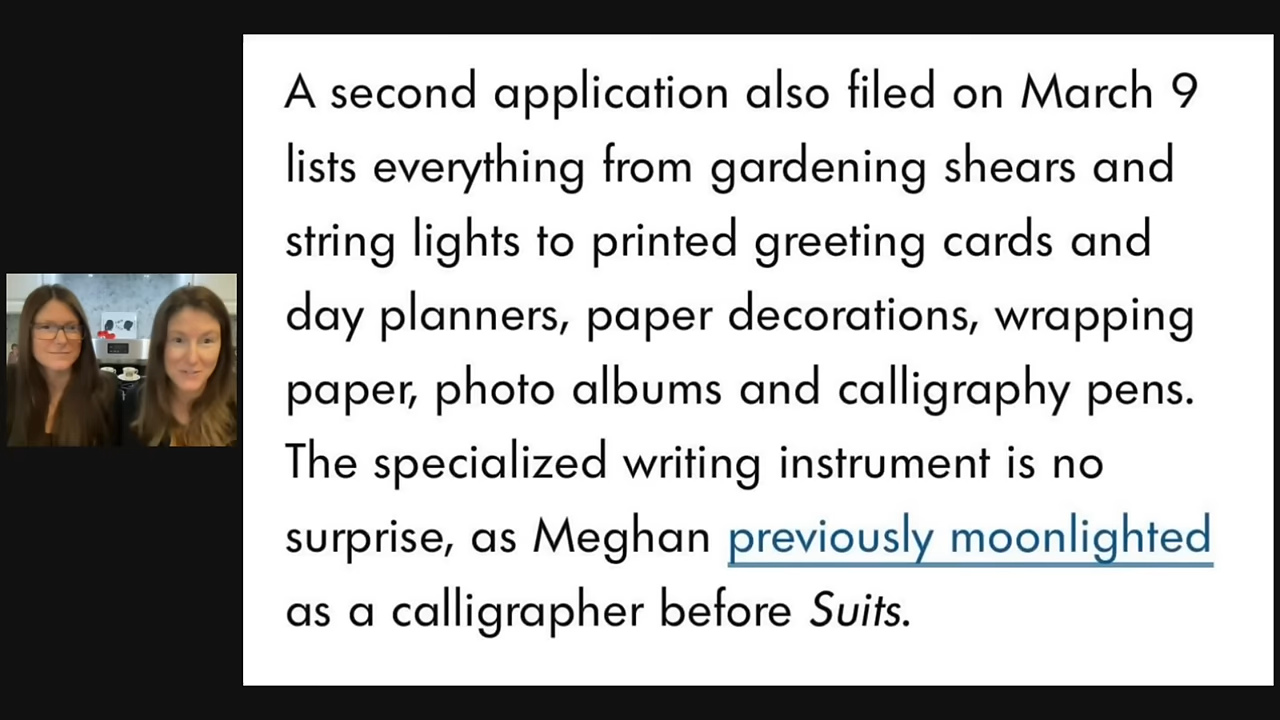 A second application also filed on March 9
lists everything from gardening shears and
string lights to printed greeting cards and
day planners, paper decorations, wrapping
paper, photo albums and calligraphy pens.
The specialized writing instrument is no
surprise, as Meghan previously moonlighted
as a calligrapher before Suits.